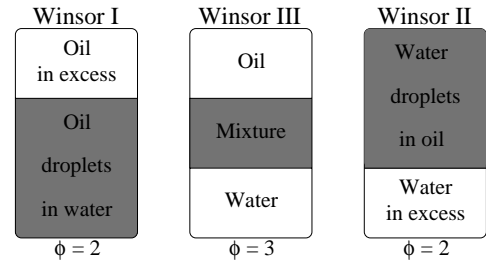 Winsor I
Oil
in excess
Oil
droplets
in water
ϕ = 2
Winsor III
Oil
Mixture
Water
ϕ = 3
Winsor II
Water
droplets
in oil
Water
in excess
ϕ = 2